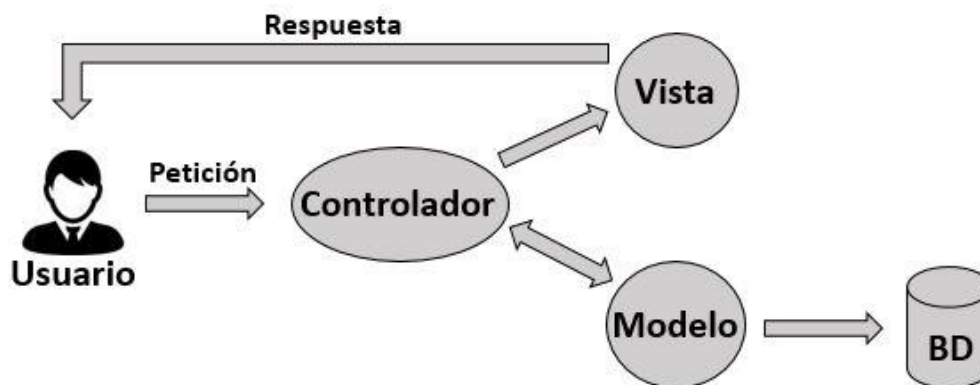 Respuesta
Vista
Petición
Controlador
Usuario
Modelo
BD